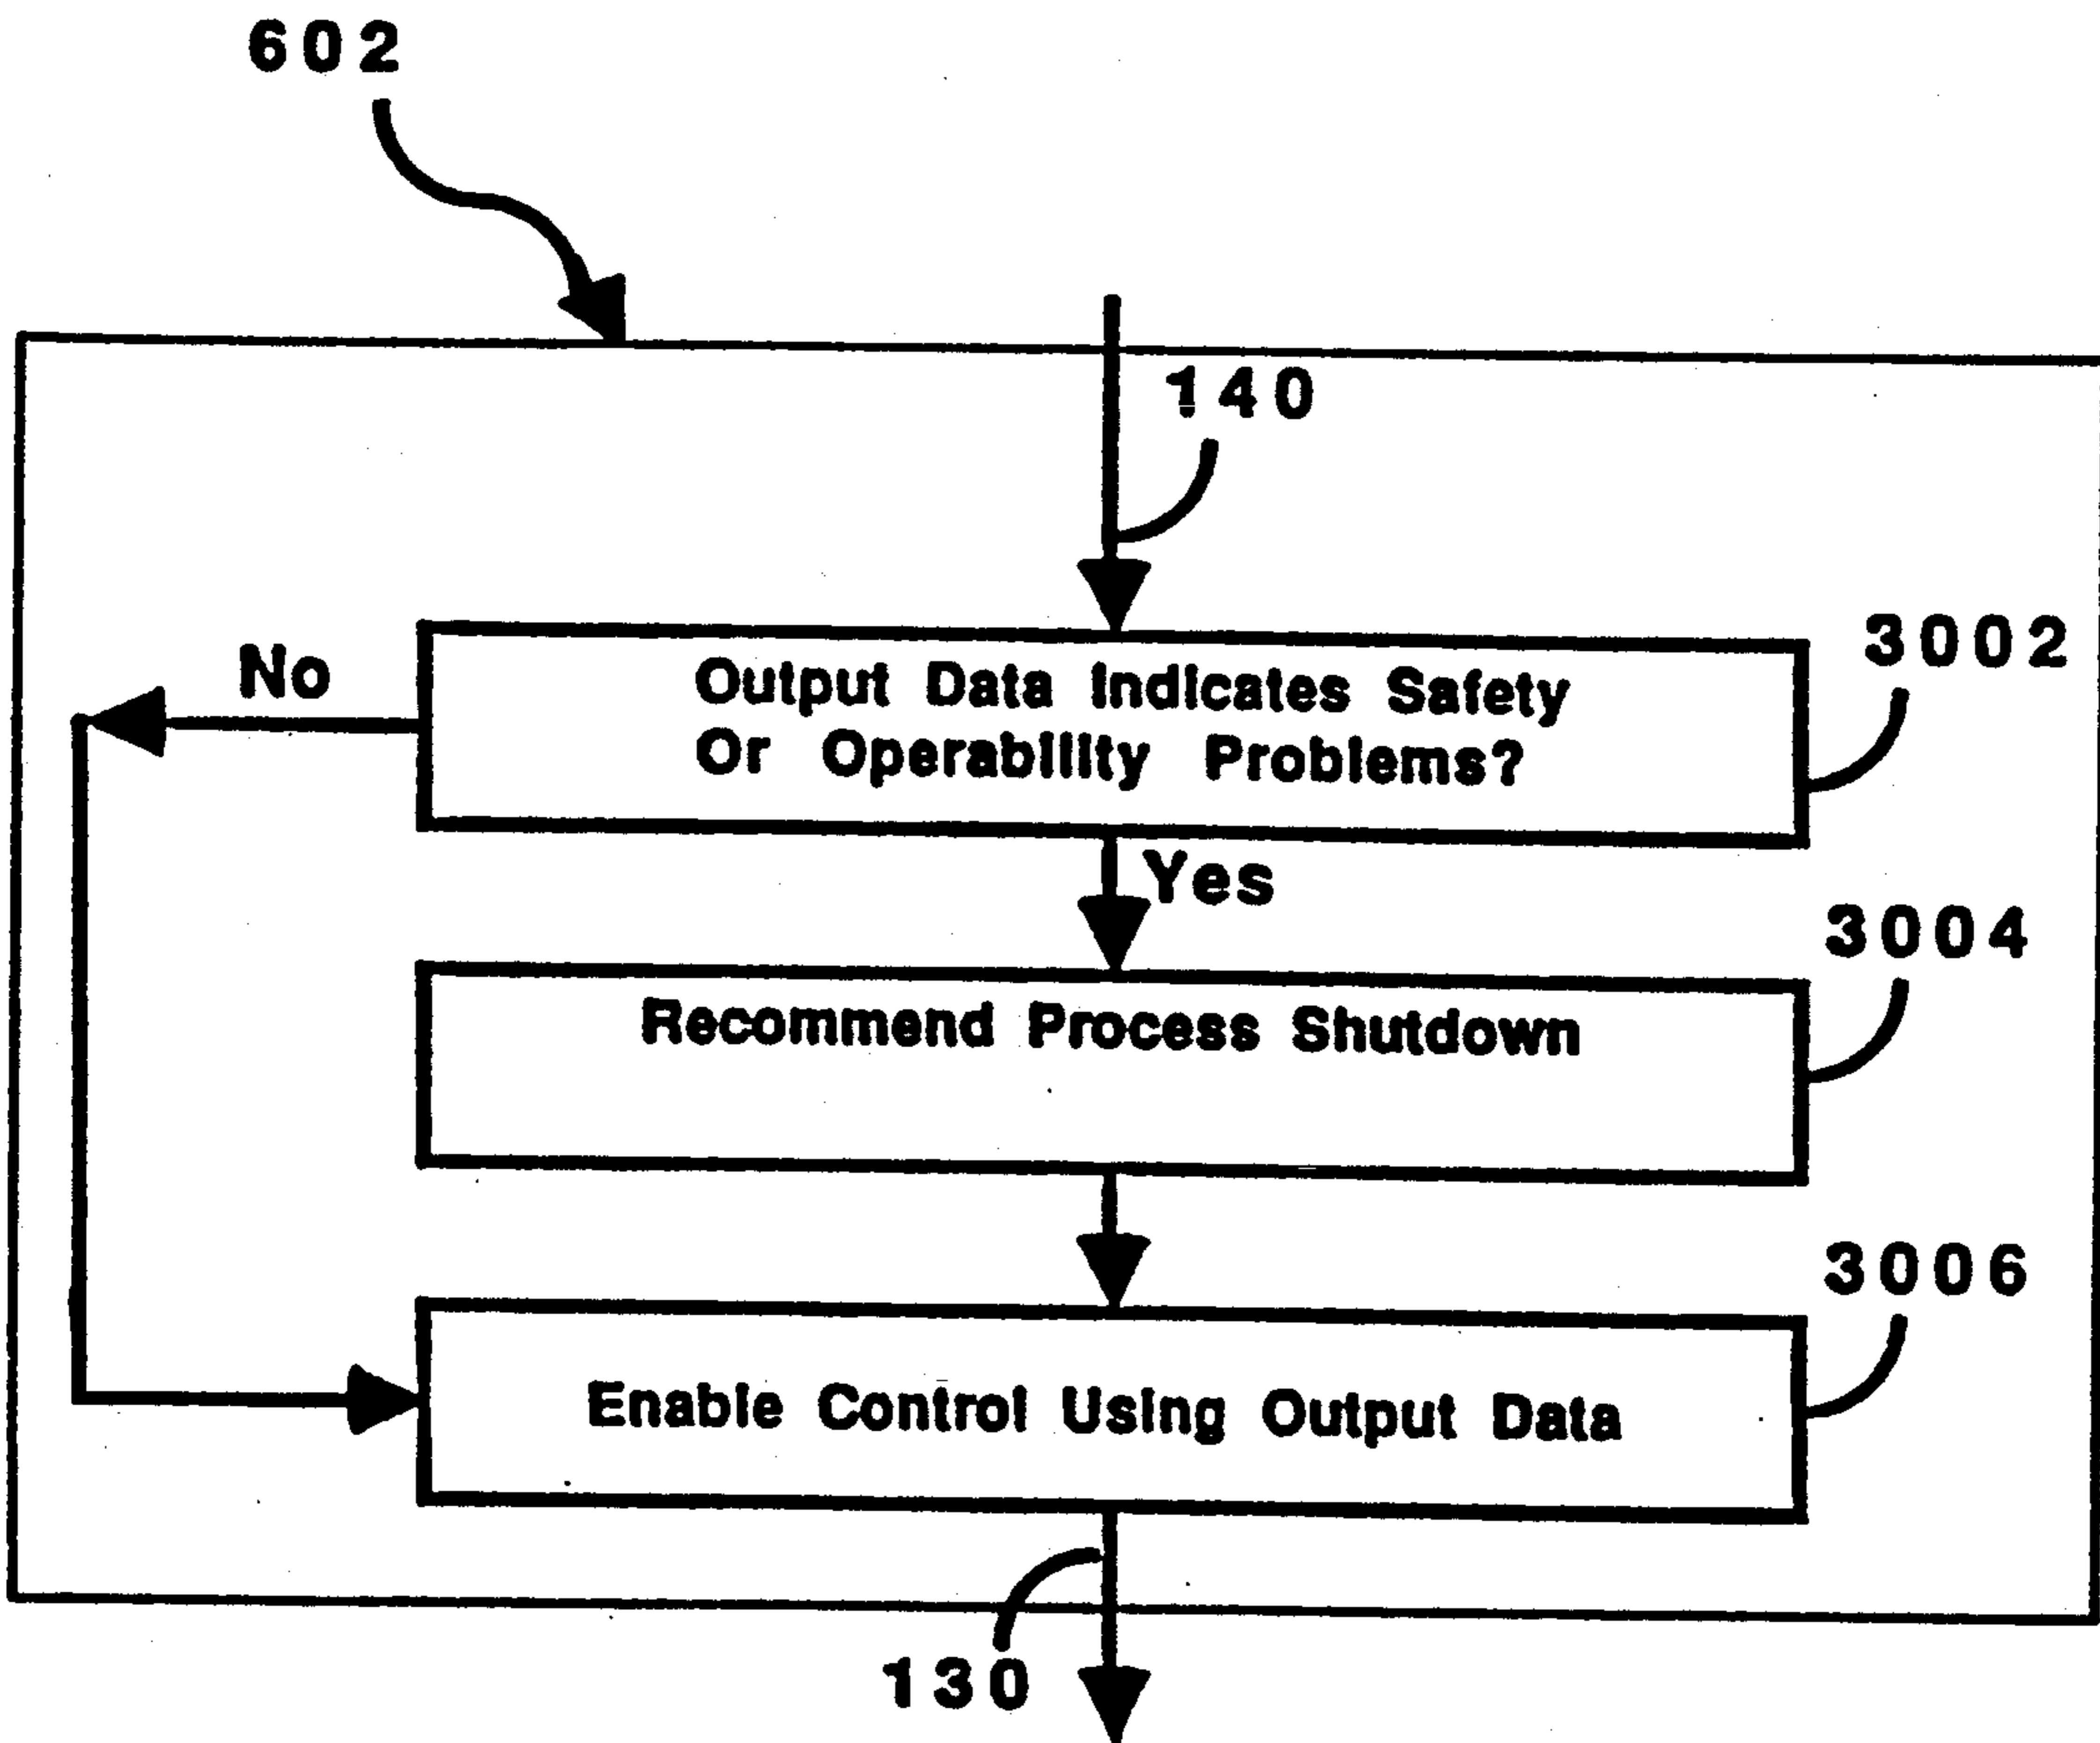 602
140
3002
No
Output Data Indicates Safety
Or Operability Problems?
Yes
3004
Recommend Process Shutdown
3006
Enable Control Using Output Data
130